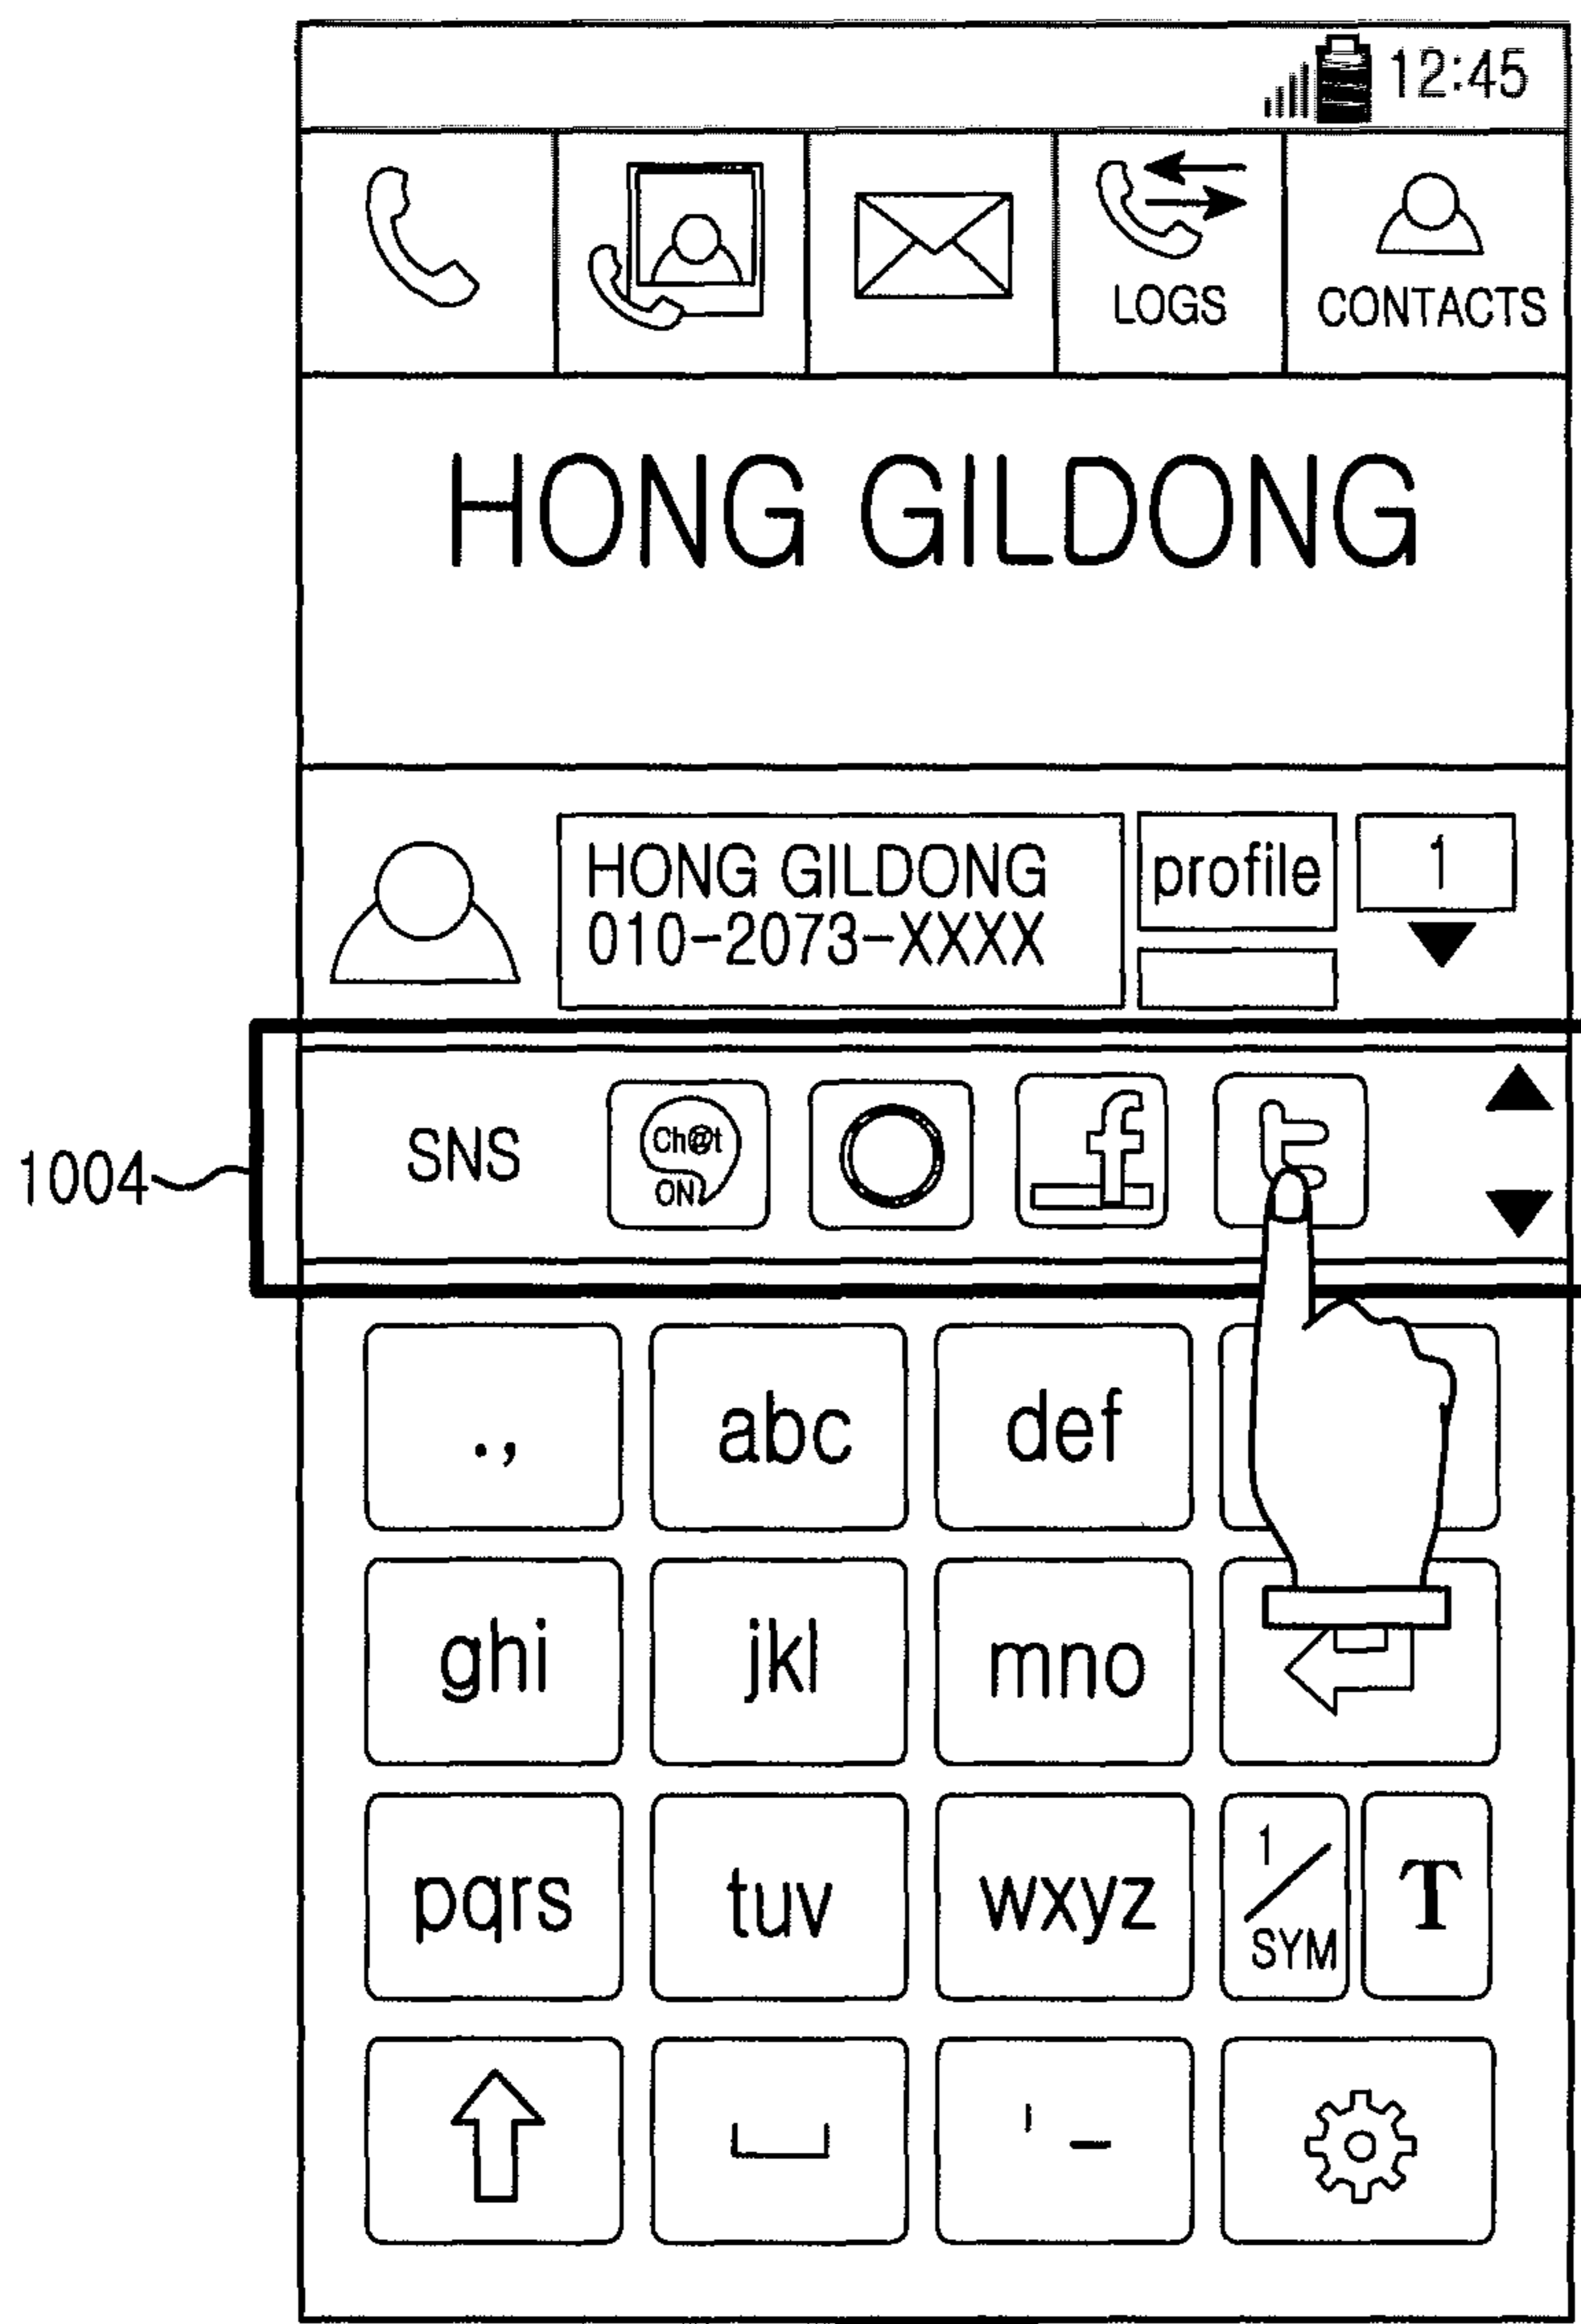 12:45
LOGS CONTACTS
HONG GILDONG
HONG GILDONG
010-2073-XXXX
profile
1
1004
SNS
Ch@t
ON
f
t
., abc def
ghi jkl mno
pqrs tuv wxyz 1/SYM T
' -